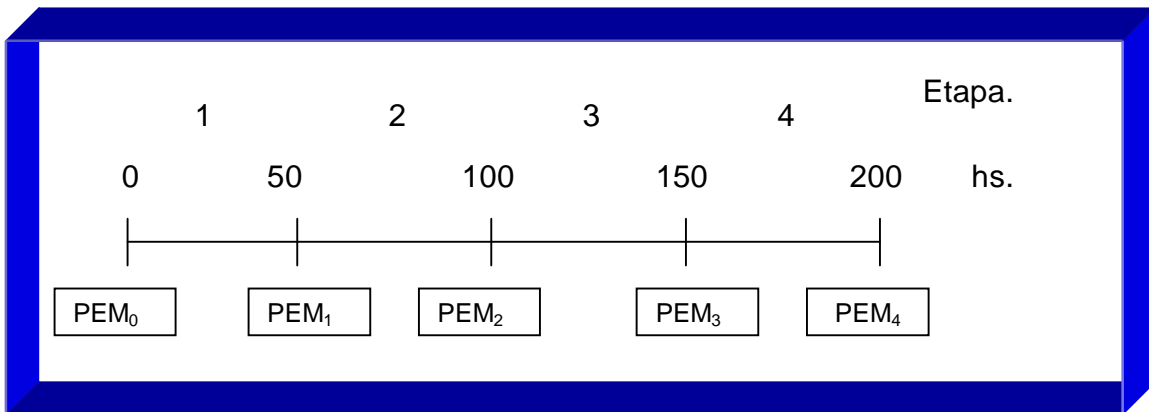 Etapa.
1 2 3 4
0 50 100 150 200 hs.
PEM₀ PEM₁ PEM₂ PEM₃ PEM₄